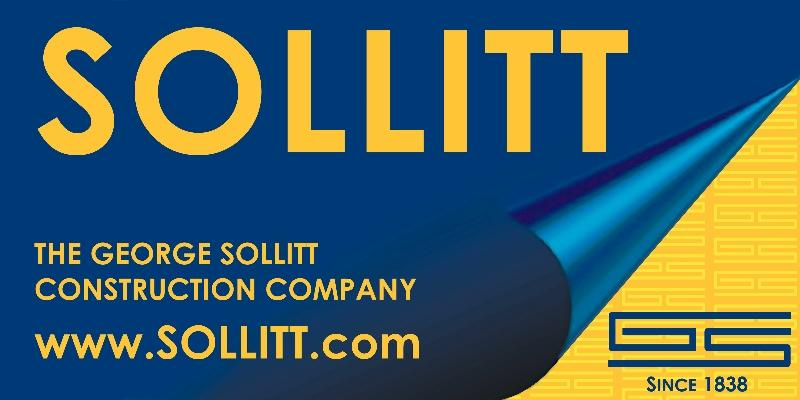 SOLLITT
THE GEORGE SOLLITT
CONSTRUCTION COMPANY
www.SOLLITT.com
SINCE 1838